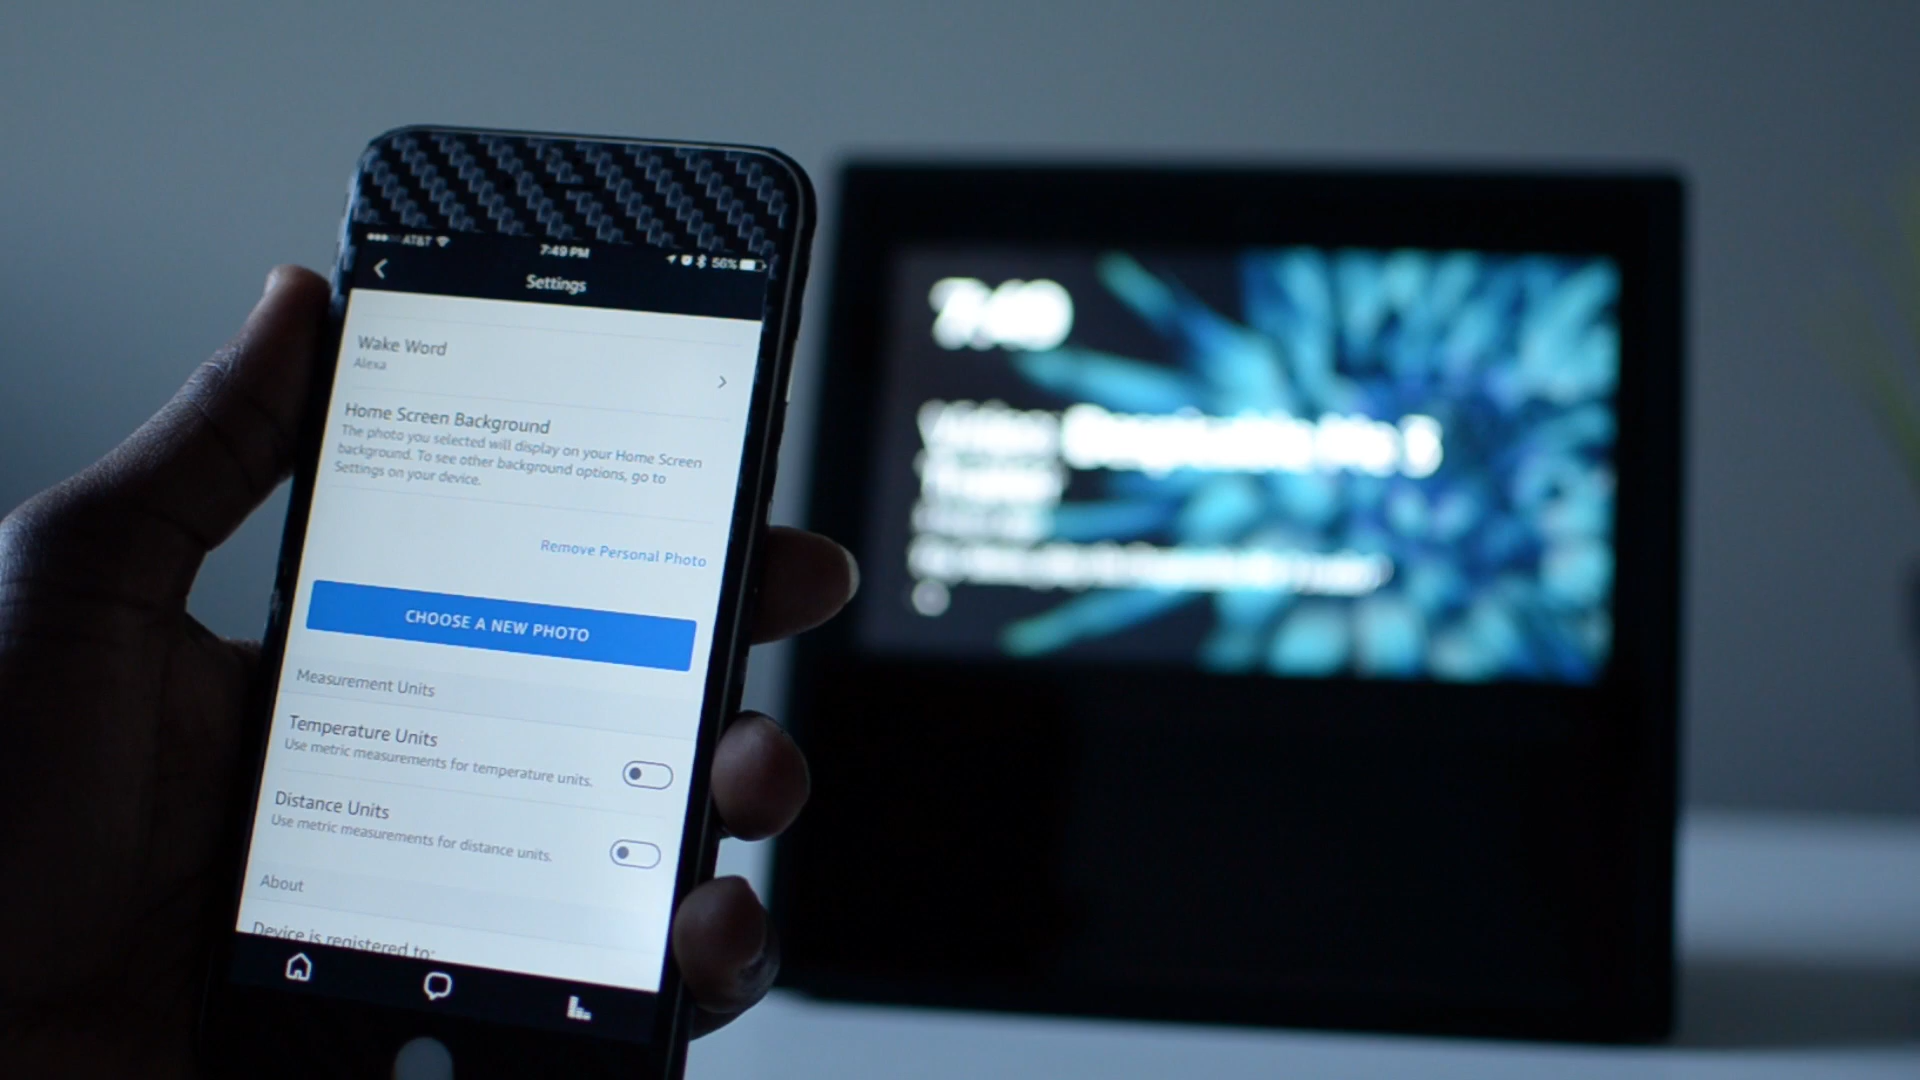 AT&T
7:49 PM
56%
Settings
Wake Word
Alexa
Home Screen Background
The photo you selected will display on your Home Screen
background. To see other background options, go to
Settings on your device.
Remove Personal Photo
CHOOSE A NEW PHOTO
Measurement Units
Temperature Units
Use metric measurements for temperature units.
Distance Units
Use metric measurements for distance units.
About
Device is registered to:
7:49